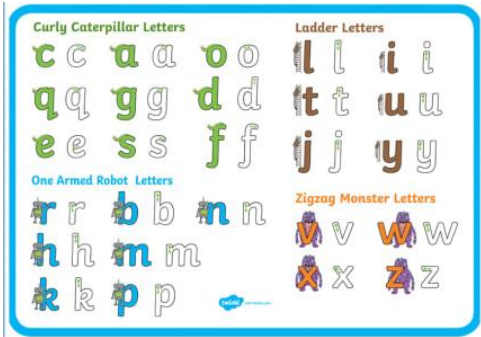 Curly Caterpillar Letters
c c a a o o
q q g g d d
e e s s f f
Ladder Letters
l l i i
t t u u
j j y y
One Armed Robot Letters
r r b b n n
h h m m
k k p p
Zigzag Monster Letters
v v w w
x x z z
twinkl